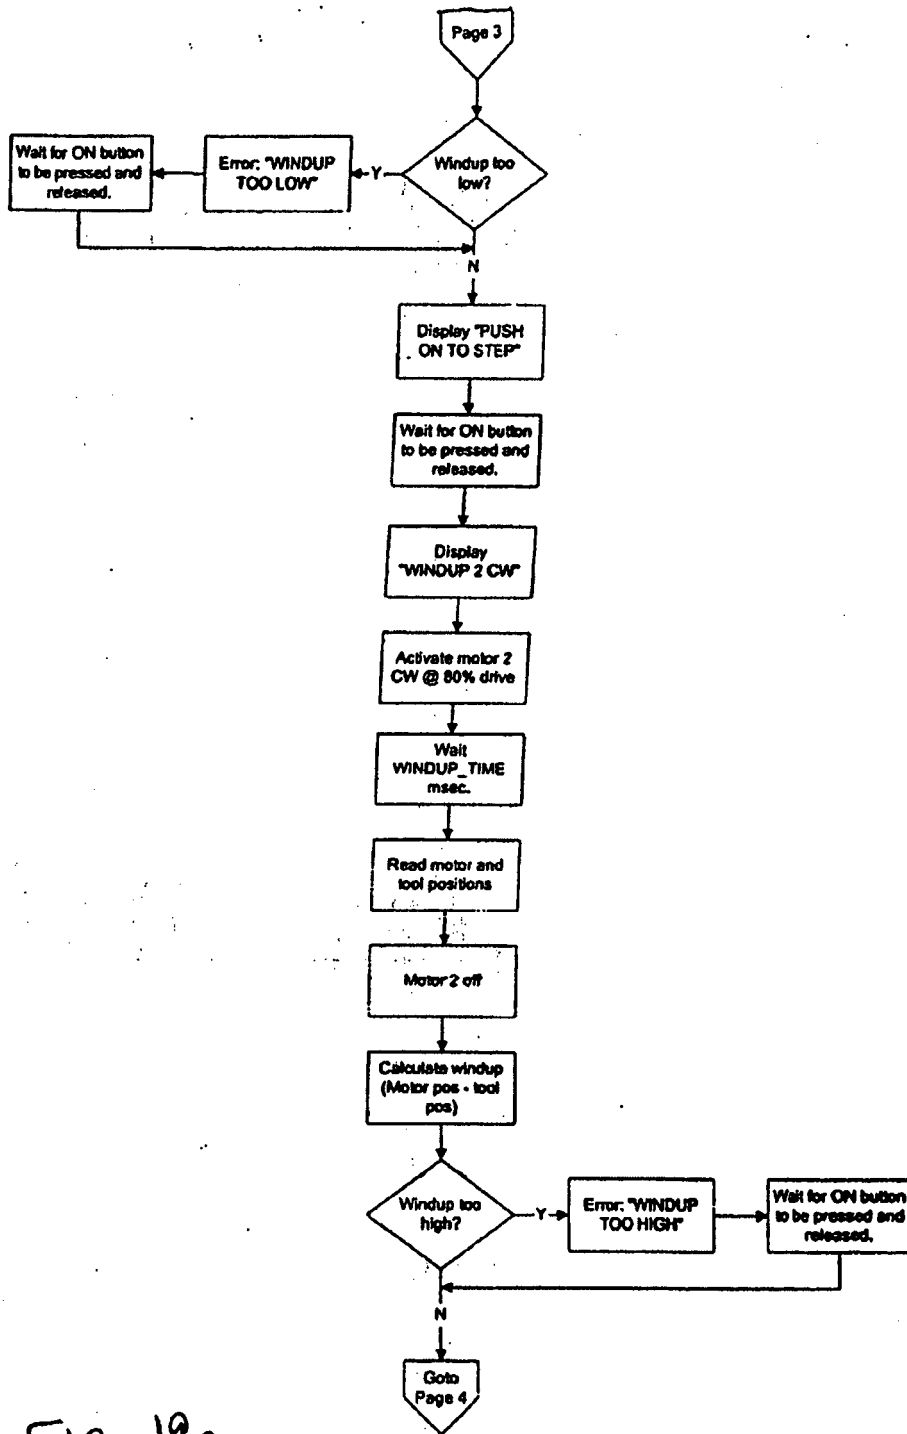 Page 3
Windup too
low?
Y
Error: "WINDUP
TOO LOW"
Wait for ON button
to be pressed and
released.
N
Display "PUSH
ON TO STEP"
Wait for ON button
to be pressed and
released.
Display
"WINDUP 2 CW"
Activate motor 2
CW @ 80% drive
Wait
WINDUP_TIME
msec.
Read motor and
tool positions
Motor 2 off
Calculate windup
(Motor pos - tool
pos)
Windup too
high?
Y
Error: "WINDUP
TOO HIGH"
Wait for ON button
to be pressed and
released.
N
Goto
Page 4